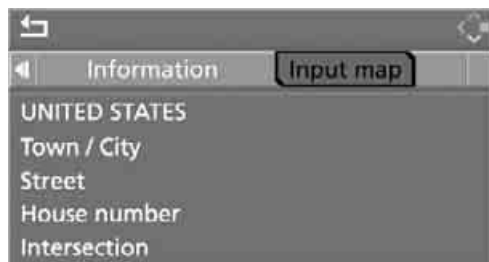 Information Input map
UNITED STATES
Town / City
Street
House number
Intersection